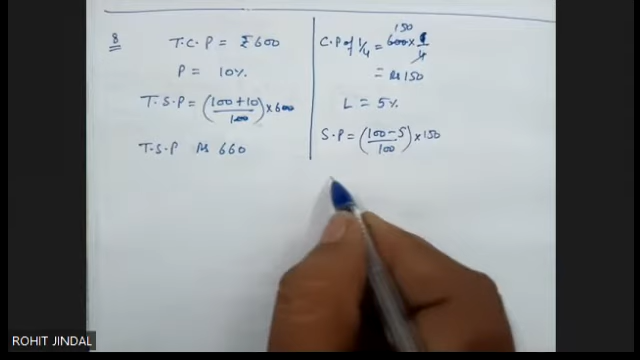 8
T.C.P = ₹600
P = 10%.
T.S.P = (100+10/100) × 600
T.S.P Rs 660
C.P of 1/4 = 600 × 1/4
150
= Rs 150
L = 5%.
S.P = (100-5/100) × 150
ROHIT JINDAL